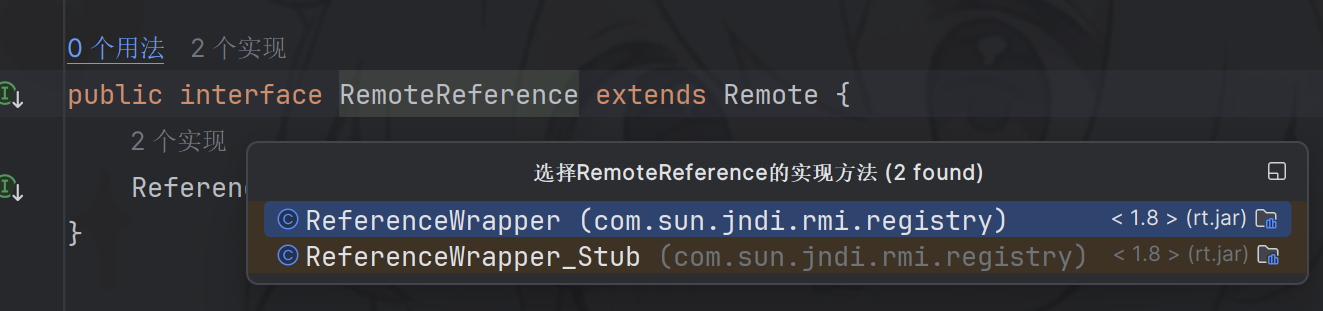 0 个用法 2 个实现
public interface RemoteReference extends Remote {
2 个实现
Referenc
选择RemoteReference的实现方法 (2 found)
ReferenceWrapper (com.sun.jndi.rmi.registry) < 1.8 > (rt.jar)
ReferenceWrapper_Stub (com.sun.jndi.rmi.registry) < 1.8 > (rt.jar)
}